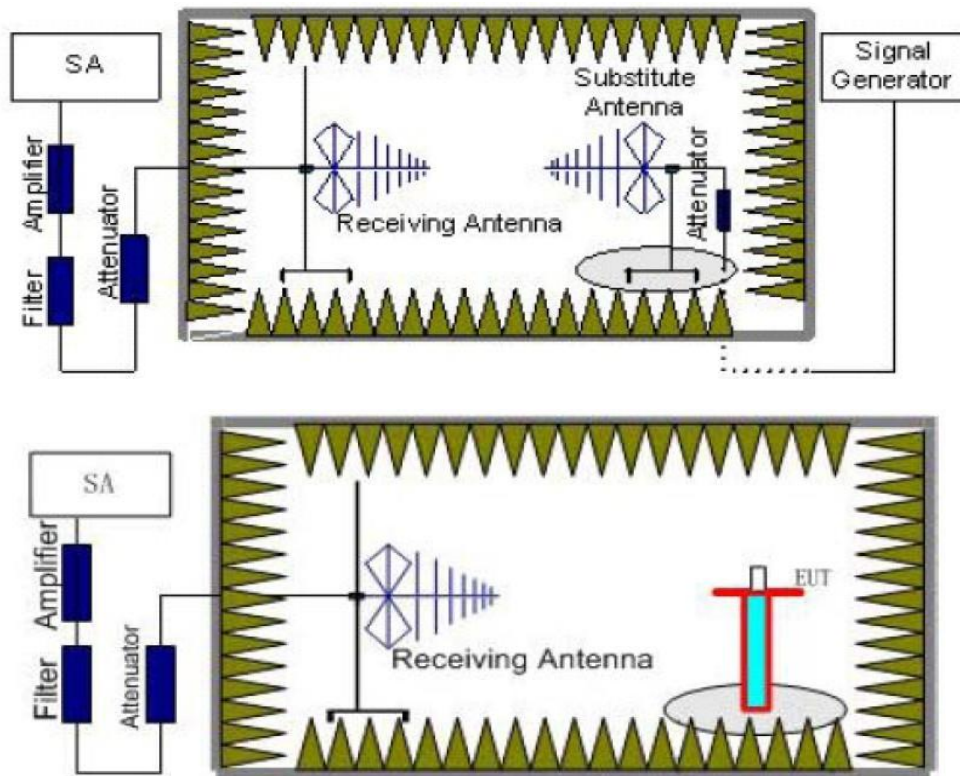 SA
Signal
Generator
Substitute
Antenna
Amplifier
Attenuator
Receiving Antenna
Attenuator
Filter
SA
Amplifier
EUT
Receiving Antenna
Filter
Attenuator